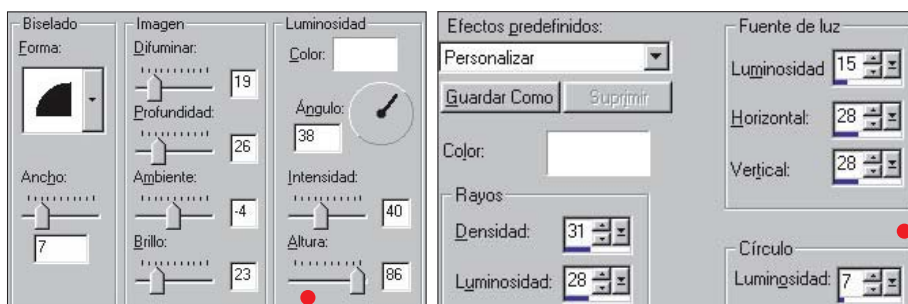 Biselado
Forma:
Ancho:
7
Imagen
Difuminar:
19
Profundidad:
26
Ambiente:
-4
Brillo:
23
Luminosidad
Color:
Ángulo:
38
Intensidad:
40
Altura:
86
Efectos predefinidos:
Personalizar
Guardar Como Suprimir
Color:
Rayos
Densidad: 31
Luminosidad: 28
Fuente de luz
Luminosidad 15
Horizontal: 28
Vertical: 28
Círculo
Luminosidad: 7